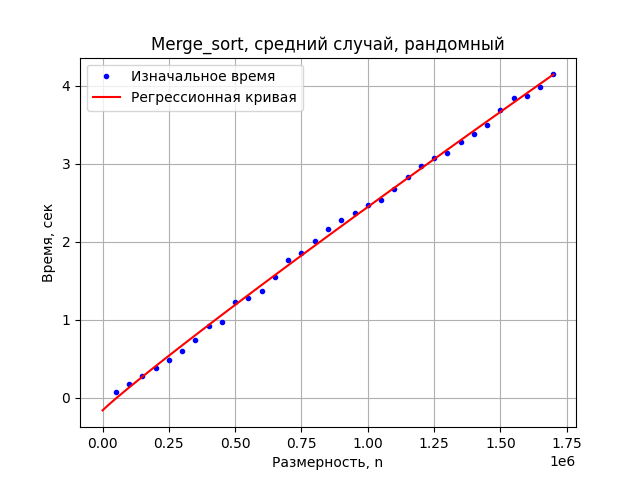 Merge_sort, средний случай, рандомный
Изначальное время
Регрессионная кривая
4
3
2
1
0
Время, сек
0.00 0.25 0.50 0.75 1.00 1.25 1.50 1.75
1e6
Размерность, n